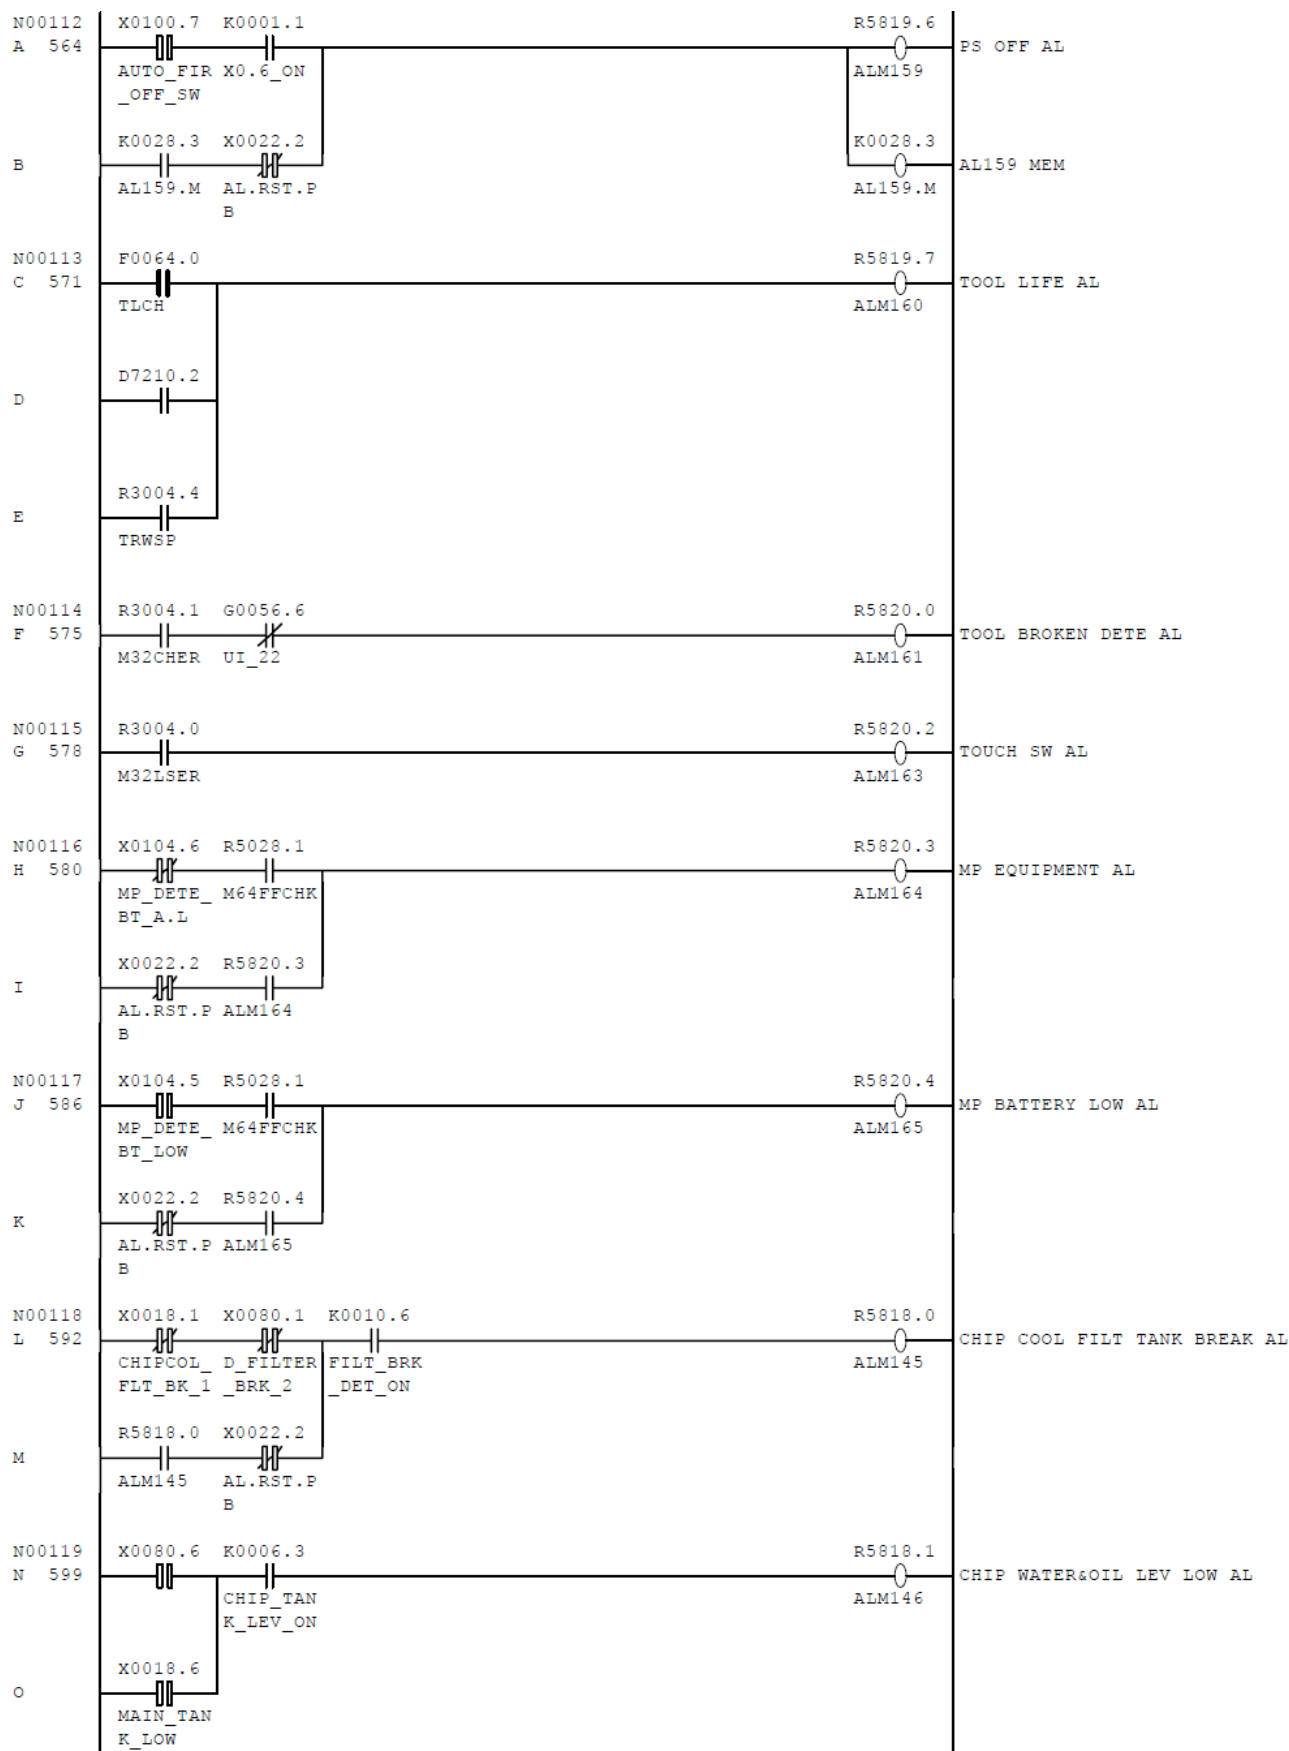 N00112 X0100.7 K0001.1 R5819.6
A 564 PS OFF AL
AUTO_FIR X0.6_ON ALM159
_OFF_SW
K0028.3 X0022.2 K0028.3
B AL159 MEM
AL159.M AL.RST.P AL159.M
B
N00113 F0064.0 R5819.7
C 571 TOOL LIFE AL
TLCH ALM160
D7210.2
D
R3004.4
E
TRWSP
N00114 R3004.1 G0056.6 R5820.0
F 575 TOOL BROKEN DETE AL
M32CHER UI_22 ALM161
N00115 R3004.0 R5820.2
G 578 TOUCH SW AL
M32LSER ALM163
N00116 X0104.6 R5028.1 R5820.3
H 580 MP EQUIPMENT AL
MP_DETE_ M64FFCHK ALM164
BT_A.L
X0022.2 R5820.3
I
AL.RST.P ALM164
B
N00117 X0104.5 R5028.1 R5820.4
J 586 MP BATTERY LOW AL
MP_DETE_ M64FFCHK ALM165
BT_LOW
X0022.2 R5820.4
K
AL.RST.P ALM165
B
N00118 X0018.1 X0080.1 K0010.6 R5818.0
L 592 CHIP COOL FILT TANK BREAK AL
CHIPCOL_ D_FILTER FILT_BRK ALM145
FLT_BK_1 _BRK_2 _DET_ON
R5818.0 X0022.2
M
ALM145 AL.RST.P
B
N00119 X0080.6 K0006.3 R5818.1
N 599 CHIP WATER&OIL LEV LOW AL
CHIP_TAN ALM146
K_LEV_ON
X0018.6
O
MAIN_TAN
K_LOW